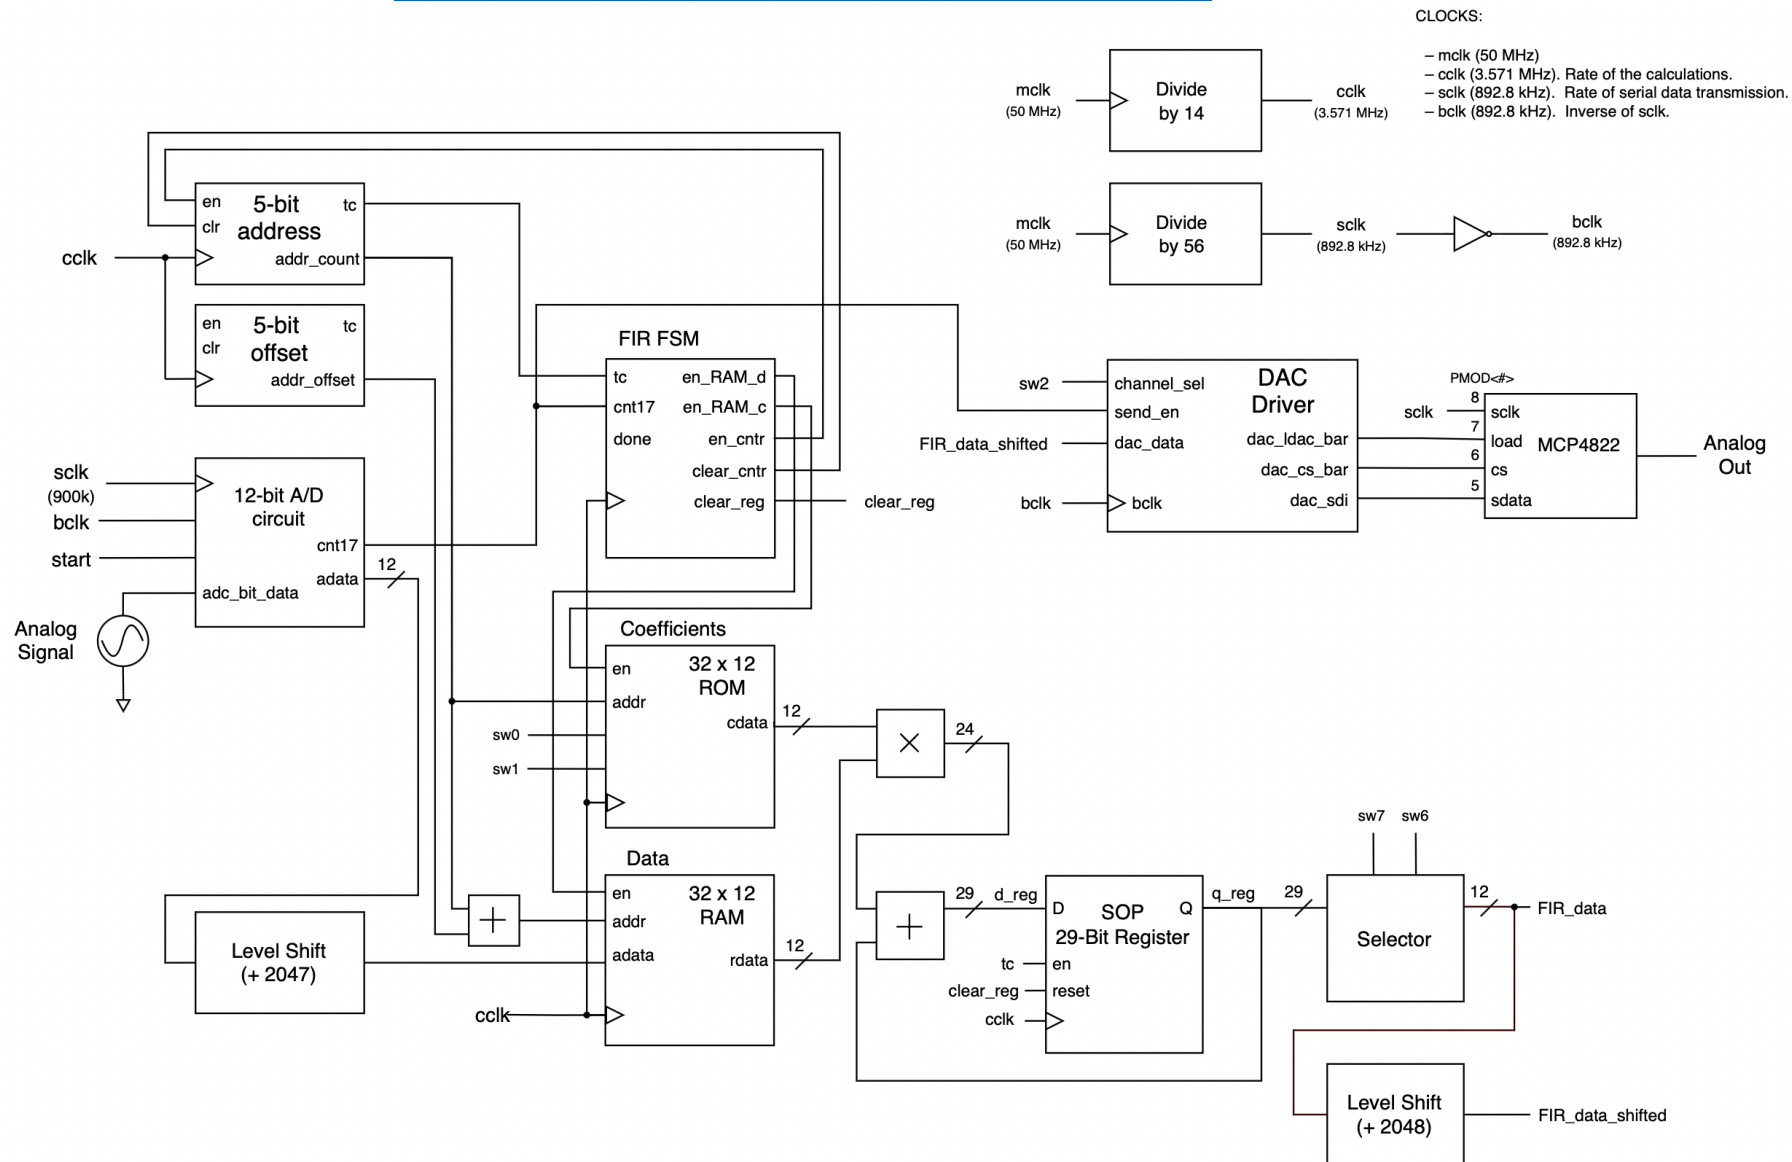 CLOCKS:
– mclk (50 MHz)
– cclk (3.571 MHz). Rate of the calculations.
– sclk (892.8 kHz). Rate of serial data transmission.
– bclk (892.8 kHz). Inverse of sclk.
mclk
(50 MHz)
Divide
by 14
cclk
(3.571 MHz)
mclk
(50 MHz)
Divide
by 56
sclk
(892.8 kHz)
bclk
(892.8 kHz)
cclk
en
clr
5-bit
address
tc
addr_count
en
clr
5-bit
offset
tc
addr_offset
sclk
(900k)
bclk
start
12-bit A/D
circuit
cnt17
adata
12
adc_bit_data
Analog
Signal
FIR FSM
tc
cnt17
done
en_RAM_d
en_RAM_c
en_cntr
clear_cntr
clear_reg
clear_reg
sw2
FIR_data_shifted
bclk
channel_sel
send_en
dac_data
bclk
DAC
Driver
dac_ldac_bar
dac_cs_bar
dac_sdi
PMOD<#>
sclk
8
7
6
5
sclk
load
cs
sdata
MCP4822
Analog
Out
Coefficients
en
addr
32 x 12
ROM
cdata
12
sw0
sw1
×
24
Data
en
addr
adata
32 x 12
RAM
rdata
12
cclk
+
Level Shift
(+ 2047)
+
29
d_reg
D
SOP
29-Bit Register
Q
tc
en
clear_reg
reset
cclk
q_reg
29
sw7
sw6
Selector
12
FIR_data
Level Shift
(+ 2048)
FIR_data_shifted